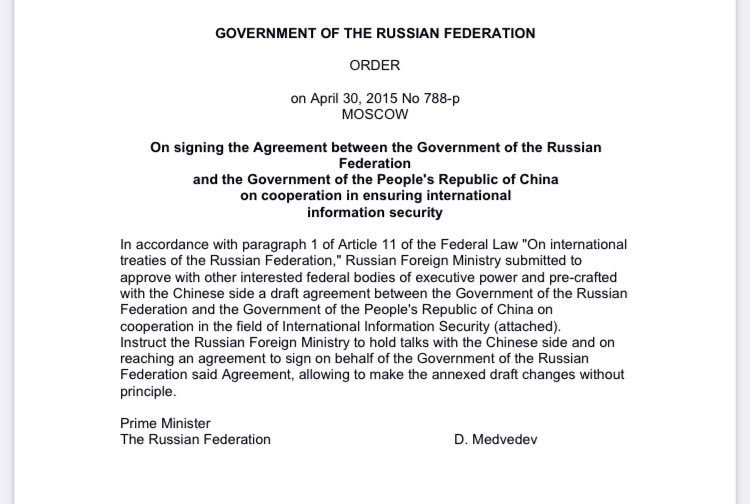 GOVERNMENT OF THE RUSSIAN FEDERATION
ORDER
on April 30, 2015 No 788-p
MOSCOW
On signing the Agreement between the Government of the Russian
Federation
and the Government of the People's Republic of China
on cooperation in ensuring international
information security
In accordance with paragraph 1 of Article 11 of the Federal Law "On international
treaties of the Russian Federation," Russian Foreign Ministry submitted to
approve with other interested federal bodies of executive power and pre-crafted
with the Chinese side a draft agreement between the Government of the Russian
Federation and the Government of the People's Republic of China on
cooperation in the field of International Information Security (attached).
Instruct the Russian Foreign Ministry to hold talks with the Chinese side and on
reaching an agreement to sign on behalf of the Government of the Russian
Federation said Agreement, allowing to make the annexed draft changes without
principle.
Prime Minister
The Russian Federation D. Medvedev